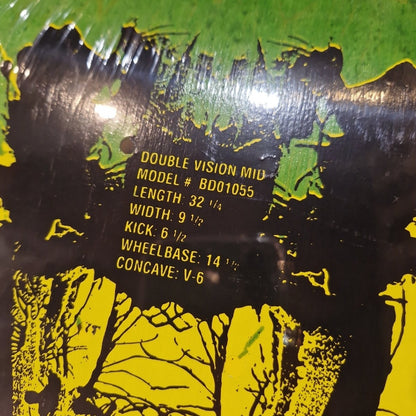 DOUBLE VISION MID
MODEL # BD01055
LENGTH: 32 1/4
WIDTH: 9 1/2
KICK: 6 1/2
WHEELBASE: 14 1/2
CONCAVE: V-6